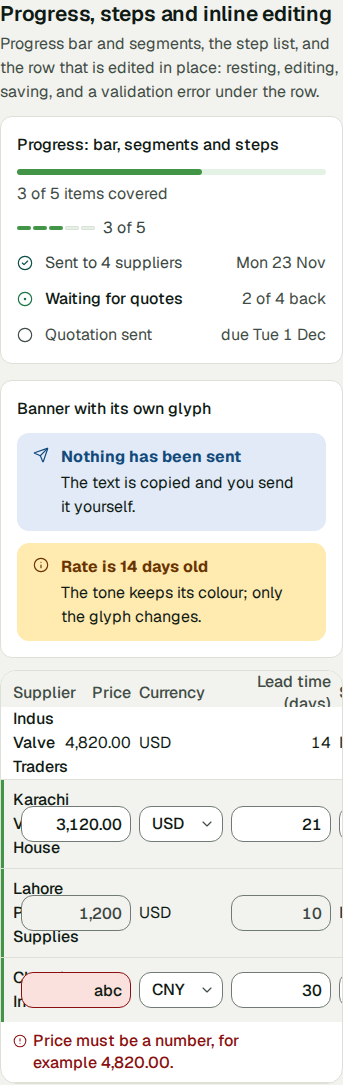 Progress, steps and inline editing
Progress bar and segments, the step list, and
the row that is edited in place: resting, editing,
saving, and a validation error under the row.
Progress: bar, segments and steps
3 of 5 items covered
3 of 5
Sent to 4 suppliers Mon 23 Nov
Waiting for quotes 2 of 4 back
Quotation sent due Tue 1 Dec
Banner with its own glyph
Nothing has been sent
The text is copied and you send
it yourself.
Rate is 14 days old
The tone keeps its colour; only
the glyph changes.
Supplier Price Currency Lead time
(days)
Indus
Valve 4,820.00 USD 14
Traders
Karachi
3,120.00 USD 21
House
Lahore
1,200 USD 10
Supplies
abc CNY 30
Price must be a number, for
example 4,820.00.